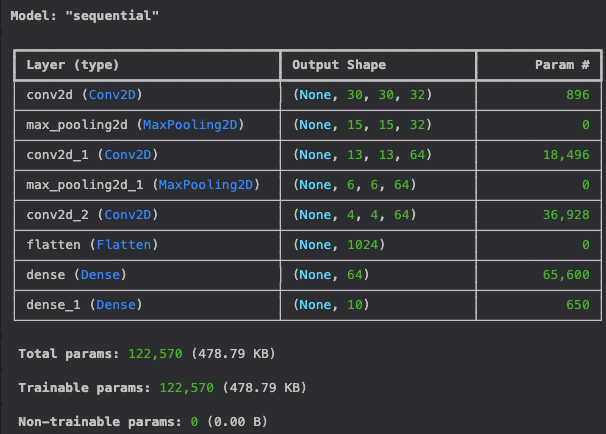 Model: "sequential"
Layer (type) Output Shape Param #
conv2d (Conv2D) (None, 30, 30, 32) 896
max_pooling2d (MaxPooling2D) (None, 15, 15, 32) 0
conv2d_1 (Conv2D) (None, 13, 13, 64) 18,496
max_pooling2d_1 (MaxPooling2D) (None, 6, 6, 64) 0
conv2d_2 (Conv2D) (None, 4, 4, 64) 36,928
flatten (Flatten) (None, 1024) 0
dense (Dense) (None, 64) 65,600
dense_1 (Dense) (None, 10) 650
Total params: 122,570 (478.79 KB)
Trainable params: 122,570 (478.79 KB)
Non-trainable params: 0 (0.00 B)